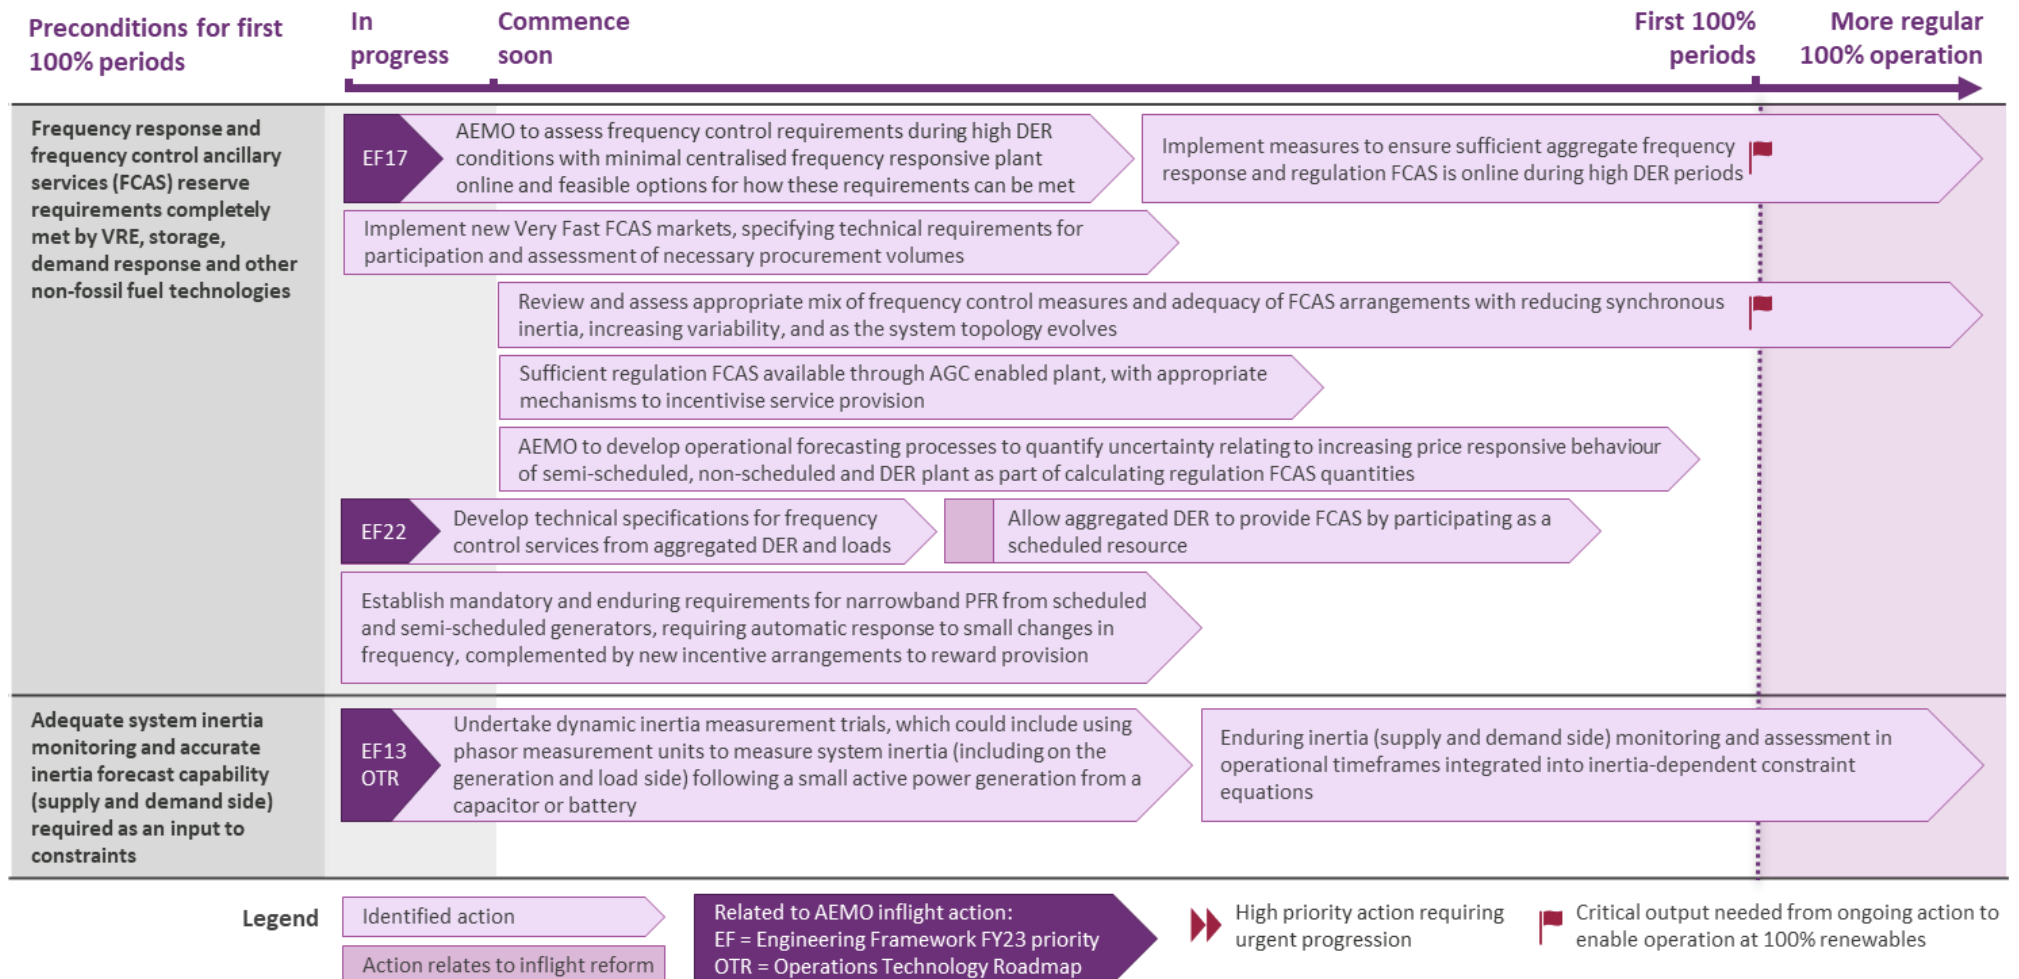 Preconditions for first
100% periods
In
progress
Commence
soon
First 100%
periods
More regular
100% operation
Frequency response and
frequency control ancillary
services (FCAS) reserve
requirements completely
met by VRE, storage,
demand response and other
non-fossil fuel technologies
EF17
AEMO to assess frequency control requirements during high DER
conditions with minimal centralised frequency responsive plant
online and feasible options for how these requirements can be met
Implement measures to ensure sufficient aggregate frequency
response and regulation FCAS is online during high DER periods
Implement new Very Fast FCAS markets, specifying technical requirements for
participation and assessment of necessary procurement volumes
Review and assess appropriate mix of frequency control measures and adequacy of FCAS arrangements with reducing synchronous
inertia, increasing variability, and as the system topology evolves
Sufficient regulation FCAS available through AGC enabled plant, with appropriate
mechanisms to incentivise service provision
AEMO to develop operational forecasting processes to quantify uncertainty relating to increasing price responsive behaviour
of semi-scheduled, non-scheduled and DER plant as part of calculating regulation FCAS quantities
EF22
Develop technical specifications for frequency
control services from aggregated DER and loads
Allow aggregated DER to provide FCAS by participating as a
scheduled resource
Establish mandatory and enduring requirements for narrowband PFR from scheduled
and semi-scheduled generators, requiring automatic response to small changes in
frequency, complemented by new incentive arrangements to reward provision
Adequate system inertia
monitoring and accurate
inertia forecast capability
(supply and demand side)
required as an input to
constraints
EF13
OTR
Undertake dynamic inertia measurement trials, which could include using
phasor measurement units to measure system inertia (including on the
generation and load side) following a small active power generation from a
capacitor or battery
Enduring inertia (supply and demand side) monitoring and assessment in
operational timeframes integrated into inertia-dependent constraint
equations
Legend
Identified action
Action relates to inflight reform
Related to AEMO inflight action:
EF = Engineering Framework FY23 priority
OTR = Operations Technology Roadmap
High priority action requiring
urgent progression
Critical output needed from ongoing action to
enable operation at 100% renewables